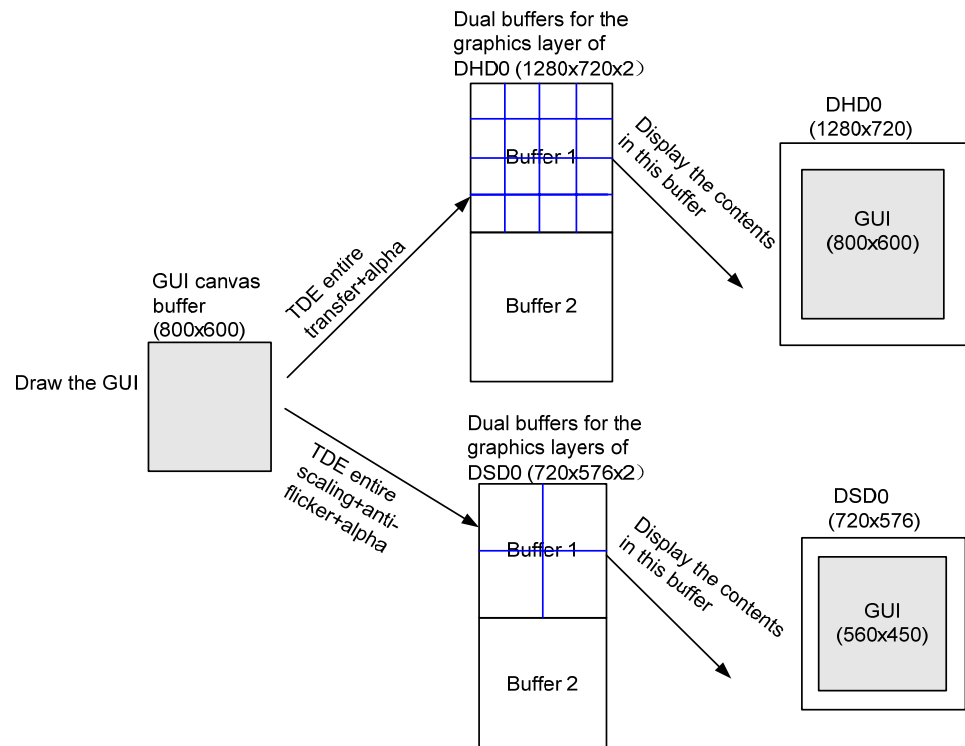 Dual buffers for the
graphics layer of
DHD0 (1280x720x2）
Buffer 1
Buffer 2
Display the contents
in this buffer
DHD0
(1280x720)
GUI
(800x600)
TDE entire
transfer+alpha
GUI canvas
buffer
(800x600)
Draw the GUI
TDE entire
scaling+anti-
flicker+alpha
Dual buffers for the
graphics layers of
DSD0 (720x576x2）
Buffer 1
Buffer 2
Display the contents
in this buffer
DSD0
(720x576)
GUI
(560x450)